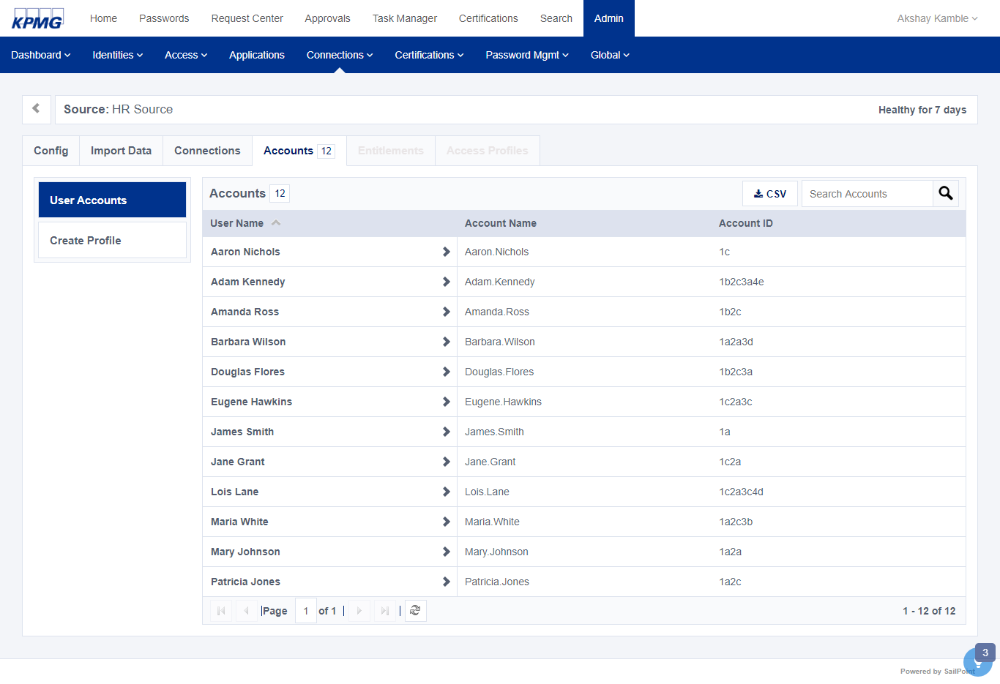 KPMG Home Passwords Request Center Approvals Task Manager Certifications Search Admin Akshay Kamble
Dashboard Identities Access Applications Connections Certifications Password Mgmt Global
Source: HR Source Healthy for 7 days
Config Import Data Connections Accounts 12 Entitlements Access Profiles
User Accounts
Create Profile
Accounts 12 CSV Search Accounts
User Name Account Name Account ID
Aaron Nichols Aaron.Nichols 1c
Adam Kennedy Adam.Kennedy 1b2c3a4e
Amanda Ross Amanda.Ross 1b2c
Barbara Wilson Barbara.Wilson 1a2a3d
Douglas Flores Douglas.Flores 1b2c3a
Eugene Hawkins Eugene.Hawkins 1c2a3c
James Smith James.Smith 1a
Jane Grant Jane.Grant 1c2a
Lois Lane Lois.Lane 1c2a3c4d
Maria White Maria.White 1a2c3b
Mary Johnson Mary.Johnson 1a2a
Patricia Jones Patricia.Jones 1a2c
|Page 1 of 1 | | 1 - 12 of 12
3
Powered by SailPoint